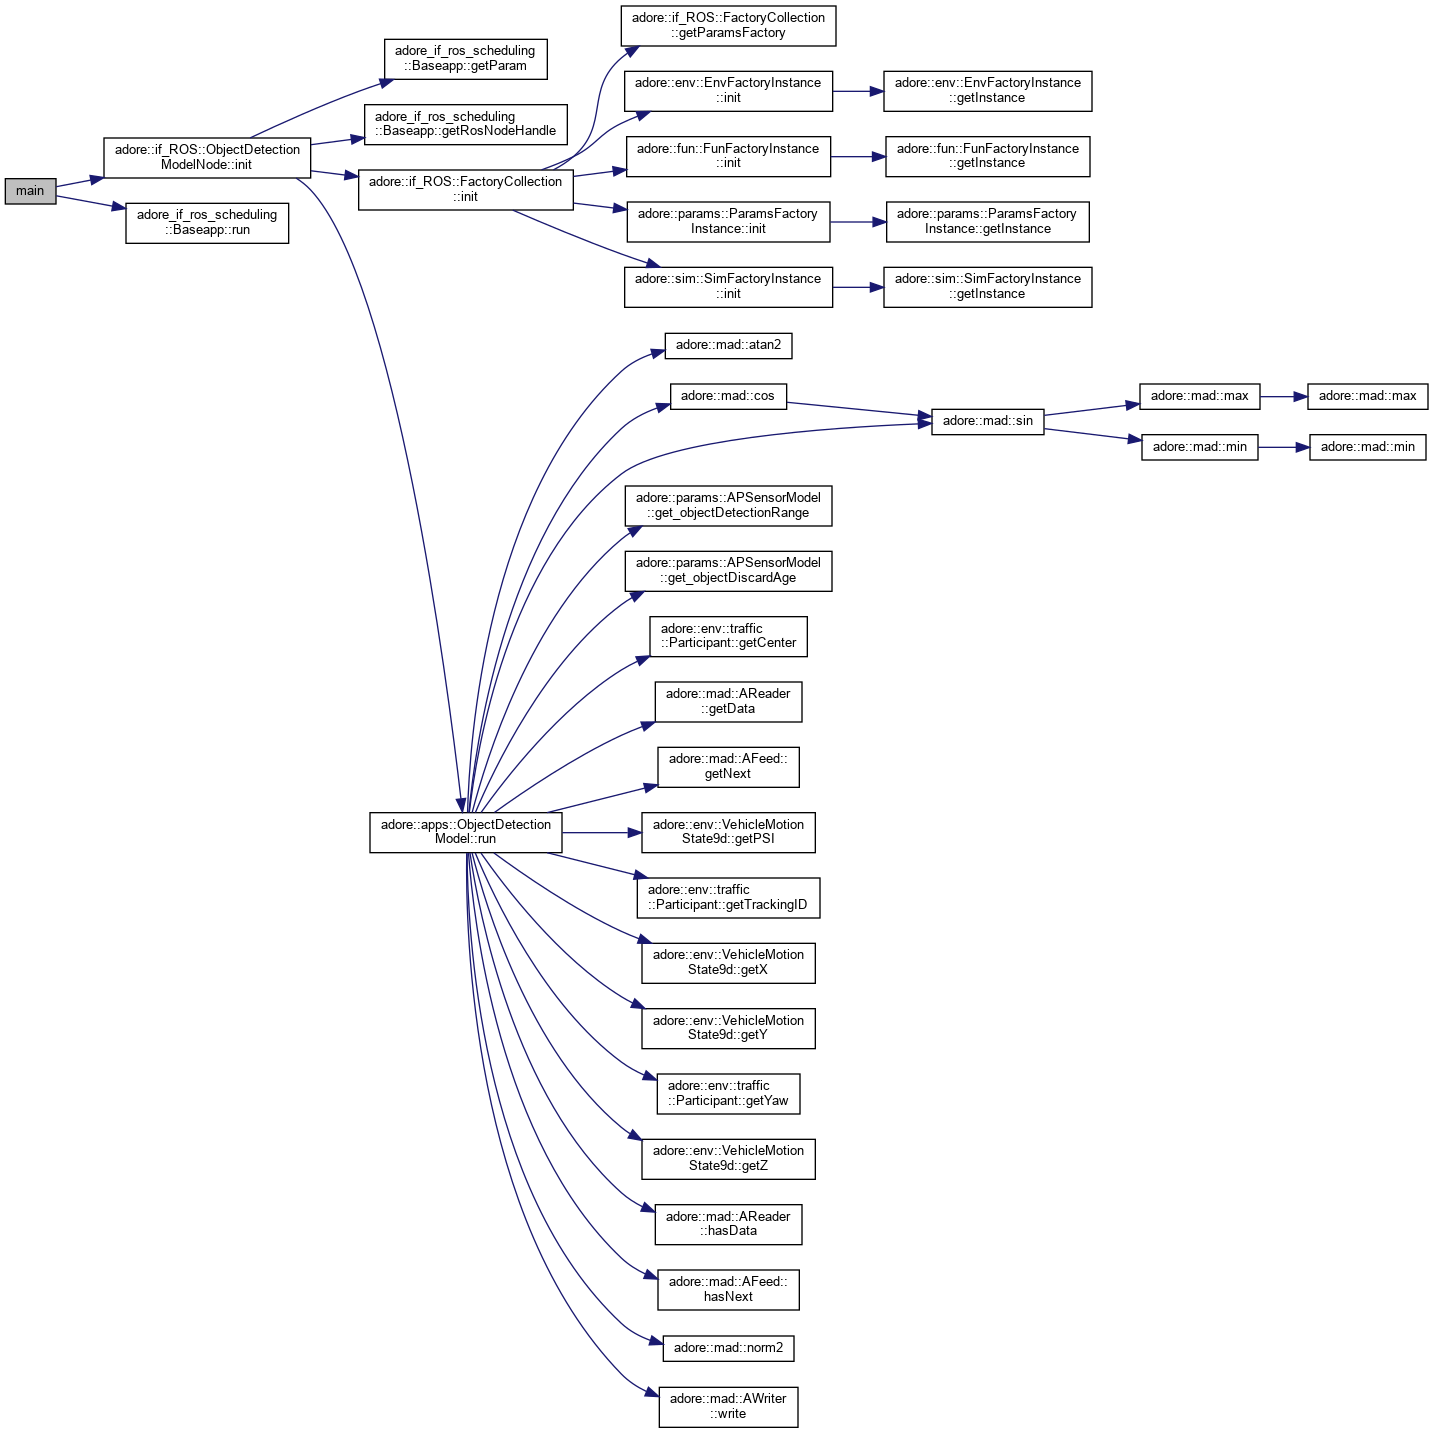 main
adore::if_ROS::ObjectDetection
ModelNode::init
adore_if_ros_scheduling
::Baseapp::run
adore_if_ros_scheduling
::Baseapp::getParam
adore_if_ros_scheduling
::Baseapp::getRosNodeHandle
adore::if_ROS::FactoryCollection
::init
adore::if_ROS::FactoryCollection
::getParamsFactory
adore::env::EnvFactoryInstance
::init
adore::env::EnvFactoryInstance
::getInstance
adore::fun::FunFactoryInstance
::init
adore::fun::FunFactoryInstance
::getInstance
adore::params::ParamsFactory
Instance::init
adore::params::ParamsFactory
Instance::getInstance
adore::sim::SimFactoryInstance
::init
adore::sim::SimFactoryInstance
::getInstance
adore::apps::ObjectDetection
Model::run
adore::mad::atan2
adore::mad::cos
adore::mad::sin
adore::mad::max
adore::mad::max
adore::mad::min
adore::mad::min
adore::params::APSensorModel
::get_objectDetectionRange
adore::params::APSensorModel
::get_objectDiscardAge
adore::env::traffic
::Participant::getCenter
adore::mad::AReader
::getData
adore::mad::AFeed::
getNext
adore::env::VehicleMotion
State9d::getPSI
adore::env::traffic
::Participant::getTrackingID
adore::env::VehicleMotion
State9d::getX
adore::env::VehicleMotion
State9d::getY
adore::env::traffic
::Participant::getYaw
adore::env::VehicleMotion
State9d::getZ
adore::mad::AReader
::hasData
adore::mad::AFeed::
hasNext
adore::mad::norm2
adore::mad::AWriter
::write